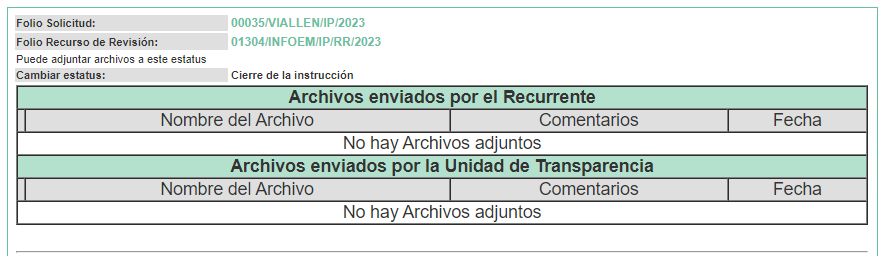 Folio Solicitud: 00035/VIALLEN/IP/2023
Folio Recurso de Revisión: 01304/INFOEM/IP/RR/2023
Puede adjuntar archivos a este estatus
Cambiar estatus: Cierre de la instrucción
Archivos enviados por el Recurrente
Nombre del Archivo Comentarios Fecha
No hay Archivos adjuntos
Archivos enviados por la Unidad de Transparencia
Nombre del Archivo Comentarios Fecha
No hay Archivos adjuntos